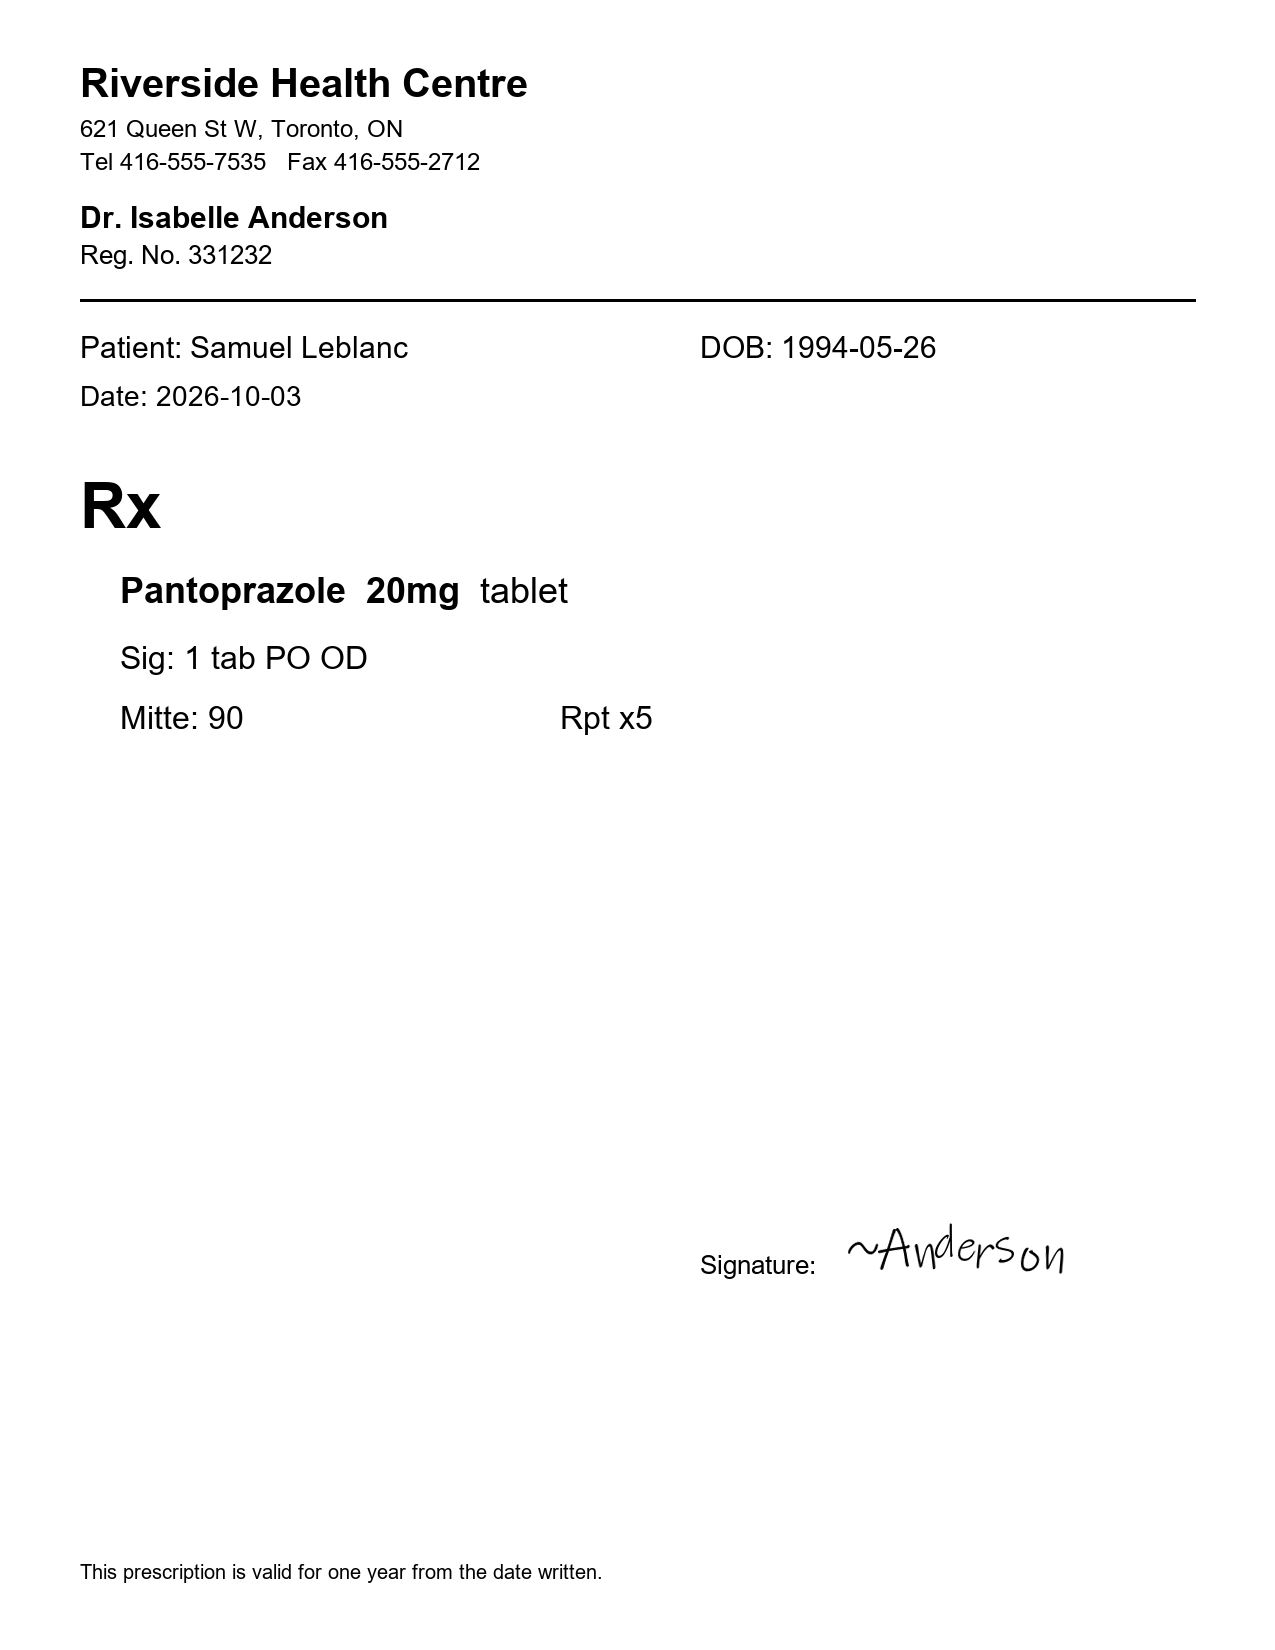 Riverside Health Centre
621 Queen St W, Toronto, ON
Tel 416-555-7535 Fax 416-555-2712
Dr. Isabelle Anderson
Reg. No. 331232
Patient: Samuel Leblanc DOB: 1994-05-26
Date: 2026-10-03
Rx
Pantoprazole 20mg tablet
Sig: 1 tab PO OD
Mitte: 90 Rpt x5
Signature: ~Anderson
This prescription is valid for one year from the date written.